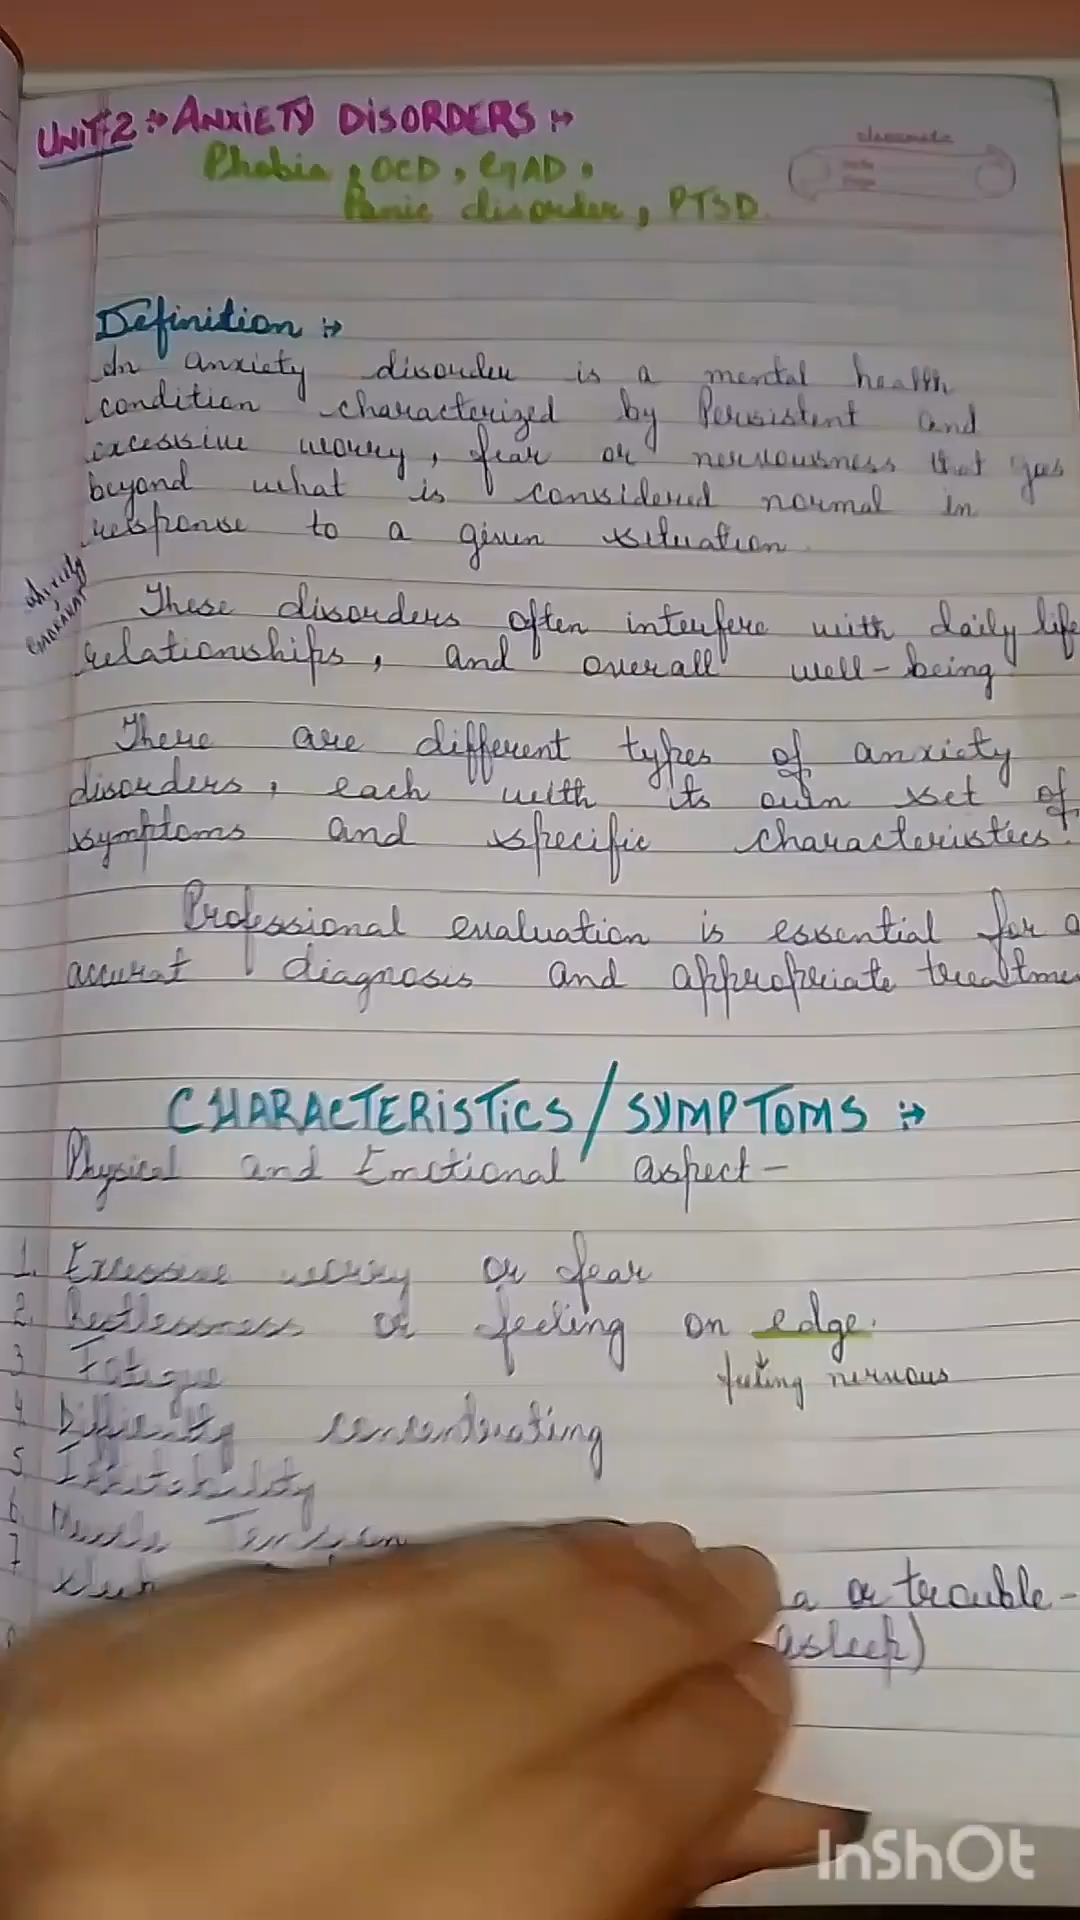 UNIT:2 :→ ANXIETY DISORDERS :→
Phobia, OCD, GAD,
Panic disorder, PTSD.
classmate
Definition :→
An anxiety disorder is a mental health
condition characterized by Persistent and
excessive worry, fear or nervousness that goes
beyond what is considered normal in
response to a given situation.
These disorders often interfere with daily life
relationships, and overall well-being
There are different types of anxiety
disorders, each with its own set of
symptoms and specific characteristics.
Professional evaluation is essential for a
accurat diagnosis and appropriate treatme
CHARACTERISTICS/SYMPTOMS :→
Physical and Emotional aspect -
1. Excessive worry or fear
2. Restlessness or feeling on edge.
feeling nervous
3 Fatigue
4. Difficulty concentrating
5. Irritability
6. Muscle Tension
7 a or trouble-
asleep)
InShOt